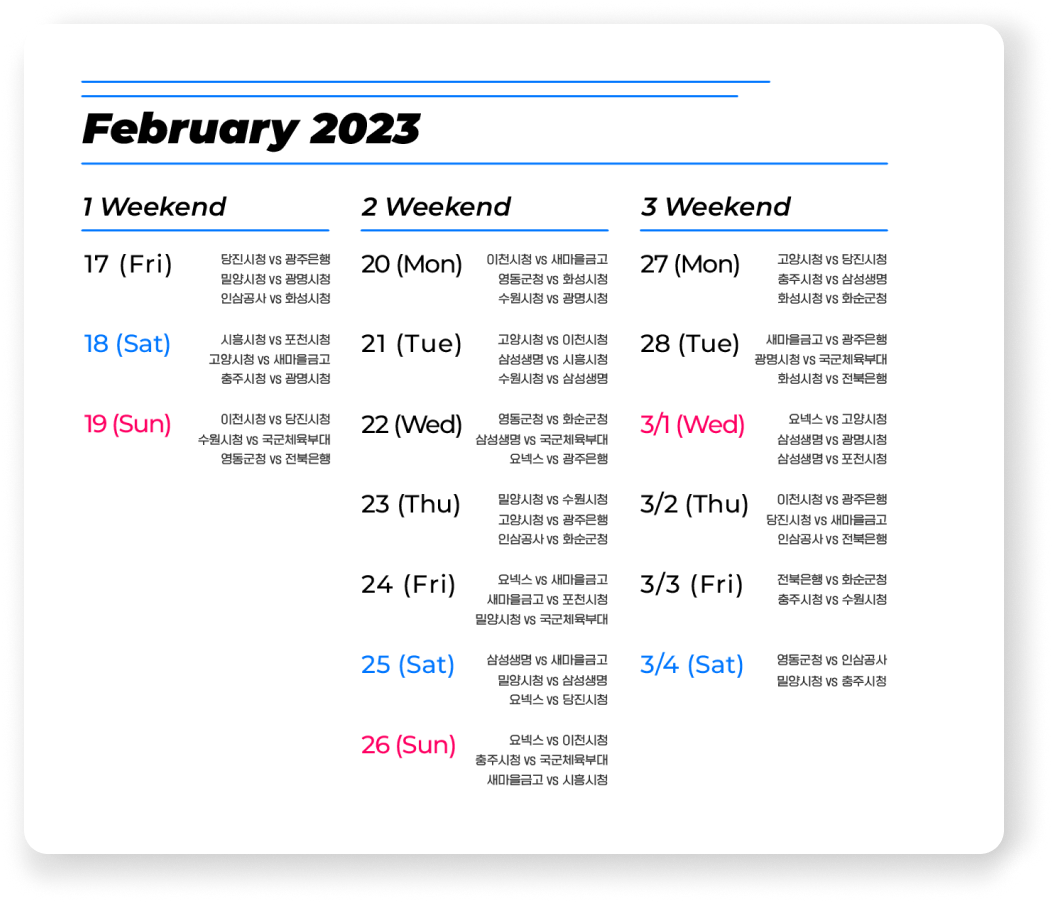 February 2023
1 Weekend
17 (Fri)
당진시청 vs 광주은행
밀양시청 vs 광명시청
인삼공사 vs 화성시청
18 (Sat)
시흥시청 vs 포천시청
고양시청 vs 새마을금고
충주시청 vs 광명시청
19 (Sun)
이천시청 vs 당진시청
수원시청 vs 국군체육부대
영동군청 vs 전북은행
2 Weekend
20 (Mon)
이천시청 vs 새마을금고
영동군청 vs 화성시청
수원시청 vs 광명시청
21 (Tue)
고양시청 vs 이천시청
삼성생명 vs 시흥시청
수원시청 vs 삼성생명
22 (Wed)
영동군청 vs 화순군청
삼성생명 vs 국군체육부대
요넥스 vs 광주은행
23 (Thu)
밀양시청 vs 수원시청
고양시청 vs 광주은행
인삼공사 vs 화순군청
24 (Fri)
요넥스 vs 새마을금고
새마을금고 vs 포천시청
밀양시청 vs 국군체육부대
25 (Sat)
삼성생명 vs 새마을금고
밀양시청 vs 삼성생명
요넥스 vs 당진시청
26 (Sun)
요넥스 vs 이천시청
충주시청 vs 국군체육부대
새마을금고 vs 시흥시청
3 Weekend
27 (Mon)
고양시청 vs 당진시청
충주시청 vs 삼성생명
화성시청 vs 화순군청
28 (Tue)
새마을금고 vs 광주은행
광명시청 vs 국군체육부대
화성시청 vs 전북은행
3/1 (Wed)
요넥스 vs 고양시청
삼성생명 vs 광명시청
삼성생명 vs 포천시청
3/2 (Thu)
이천시청 vs 광주은행
당진시청 vs 새마을금고
인삼공사 vs 전북은행
3/3 (Fri)
전북은행 vs 화순군청
충주시청 vs 수원시청
3/4 (Sat)
영동군청 vs 인삼공사
밀양시청 vs 충주시청